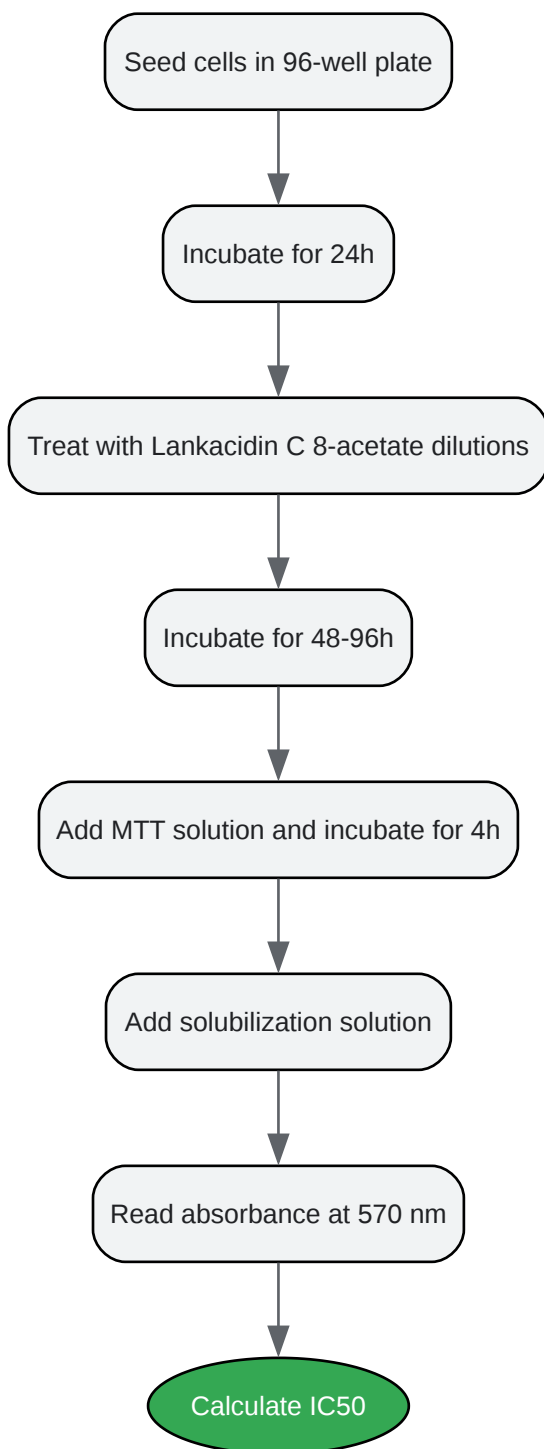 Seed cells in 96-well plate
Incubate for 24h
Treat with Lankacidin C 8-acetate dilutions
Incubate for 48-96h
Add MTT solution and incubate for 4h
Add solubilization solution
Read absorbance at 570 nm
Calculate IC50